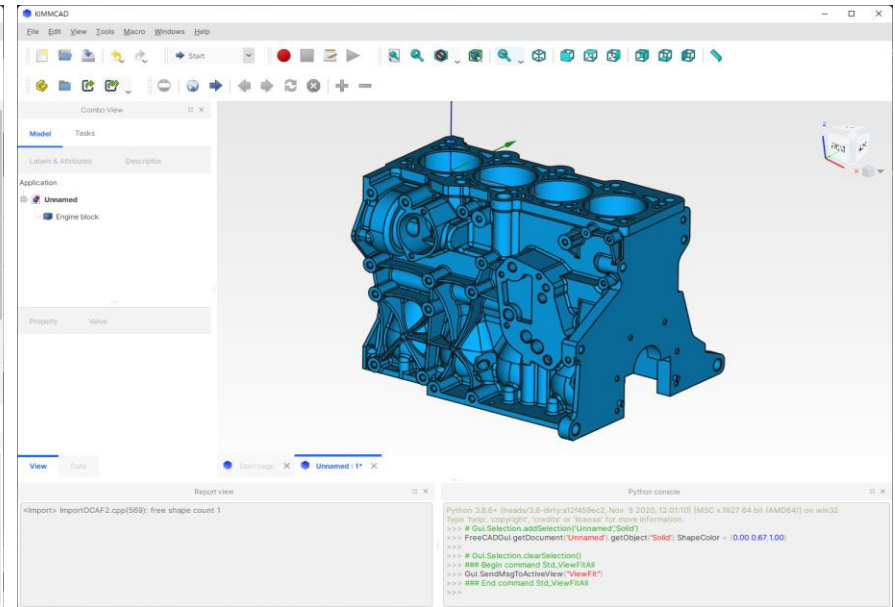 KIMMCAD
File Edit View Tools Macro Windows Help
Start
Combo View
Model Tasks
Labels & Attributes Description
Application
Unnamed
Engine block
Property Value
View Data
Start page Unnamed : 1*
Report view
<Import> ImportOCAF2.cpp(569): free shape count 1
Python console
Python 3.8.6+ (heads/3.8-dirty:a12f459ec2, Nov 5 2020, 12:01:10) [MSC v.1927 64 bit (AMD64)] on win32
Type 'help', 'copyright', 'credits' or 'license' for more information.
>>> # Gui.Selection.addSelection('Unnamed','Solid')
>>> FreeCADGui.getDocument('Unnamed').getObject('Solid').ShapeColor = (0.00,0.67,1.00)
>>>
>>> # Gui.Selection.clearSelection()
>>> ### Begin command Std_ViewFitAll
>>> Gui.SendMsgToActiveView("ViewFit")
>>> ### End command Std_ViewFitAll
>>>